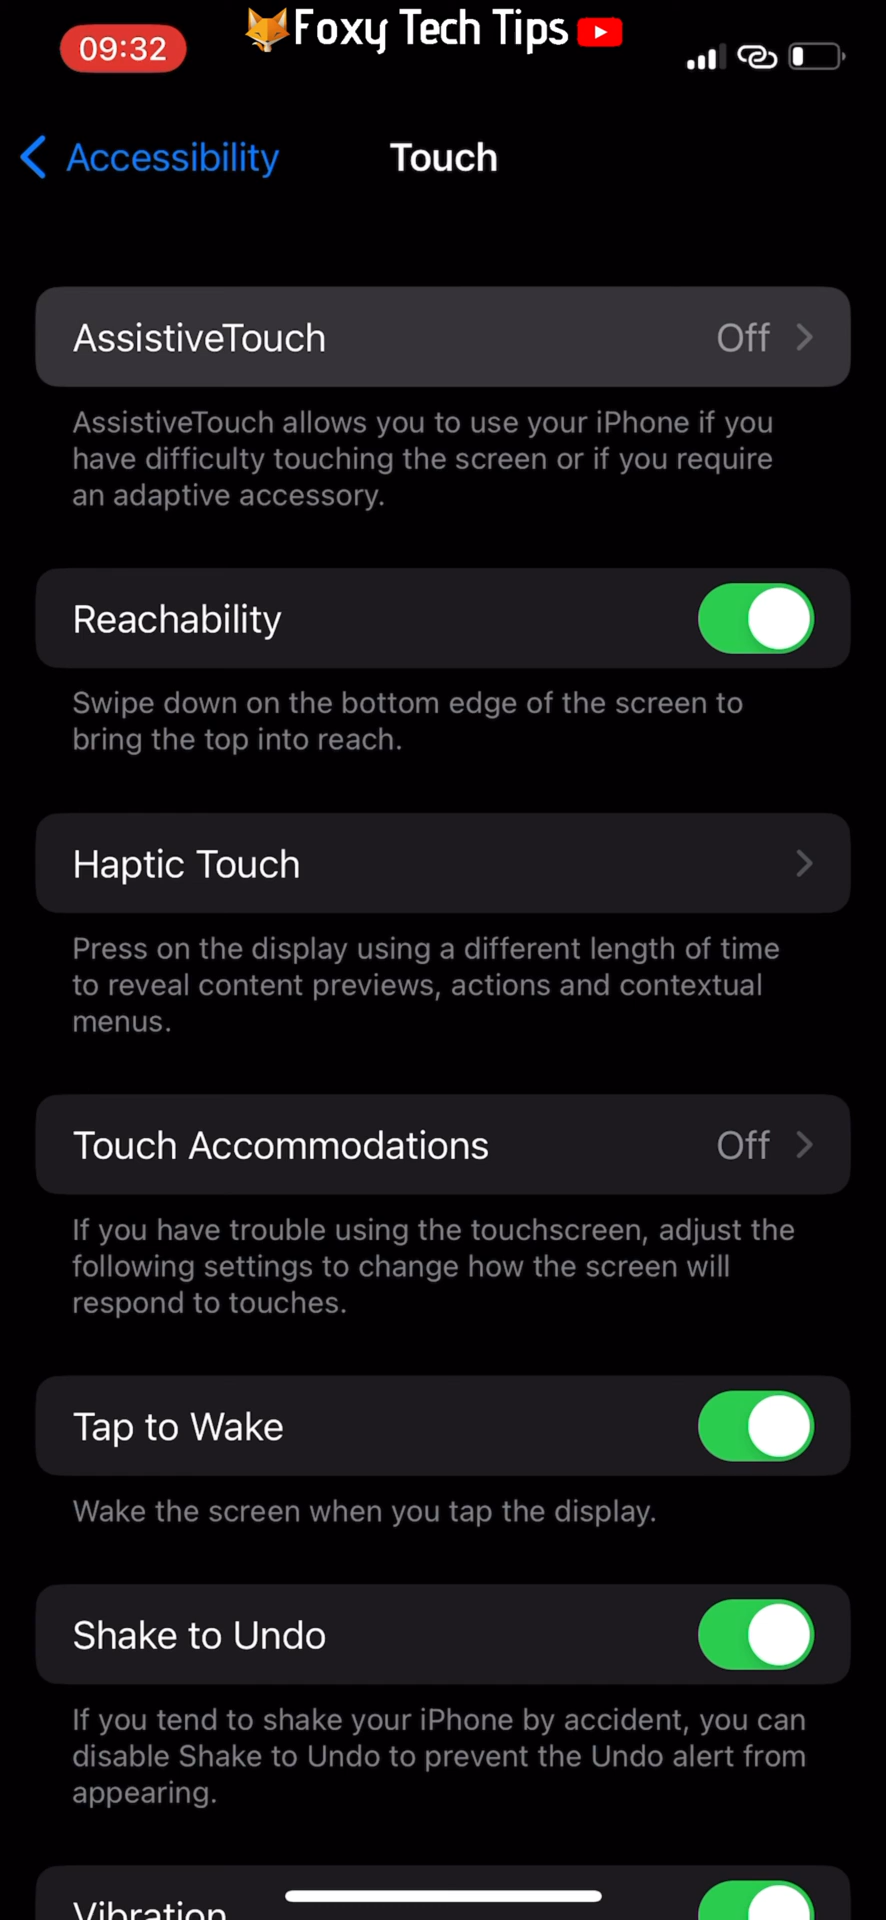 Foxy Tech Tips
09:32
Accessibility
Touch
AssistiveTouch
Off
AssistiveTouch allows you to use your iPhone if you
have difficulty touching the screen or if you require
an adaptive accessory.
Reachability
Swipe down on the bottom edge of the screen to
bring the top into reach.
Haptic Touch
Press on the display using a different length of time
to reveal content previews, actions and contextual
menus.
Touch Accommodations
Off
If you have trouble using the touchscreen, adjust the
following settings to change how the screen will
respond to touches.
Tap to Wake
Wake the screen when you tap the display.
Shake to Undo
If you tend to shake your iPhone by accident, you can
disable Shake to Undo to prevent the Undo alert from
appearing.
Vibration